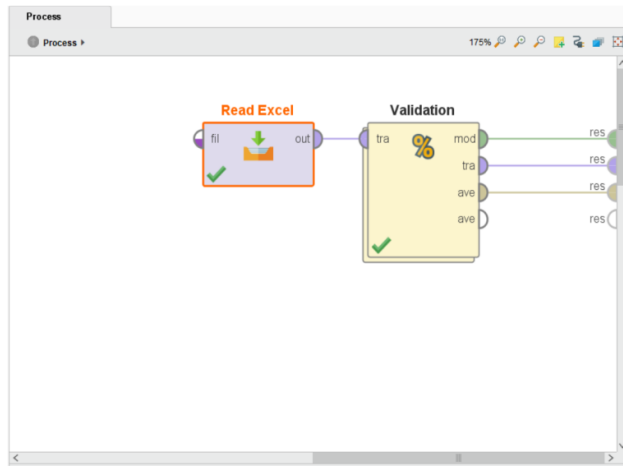 Process
Process
175%
Read Excel
Validation
fil
out
tra
%
mod
res
tra
res
ave
res
ave
res